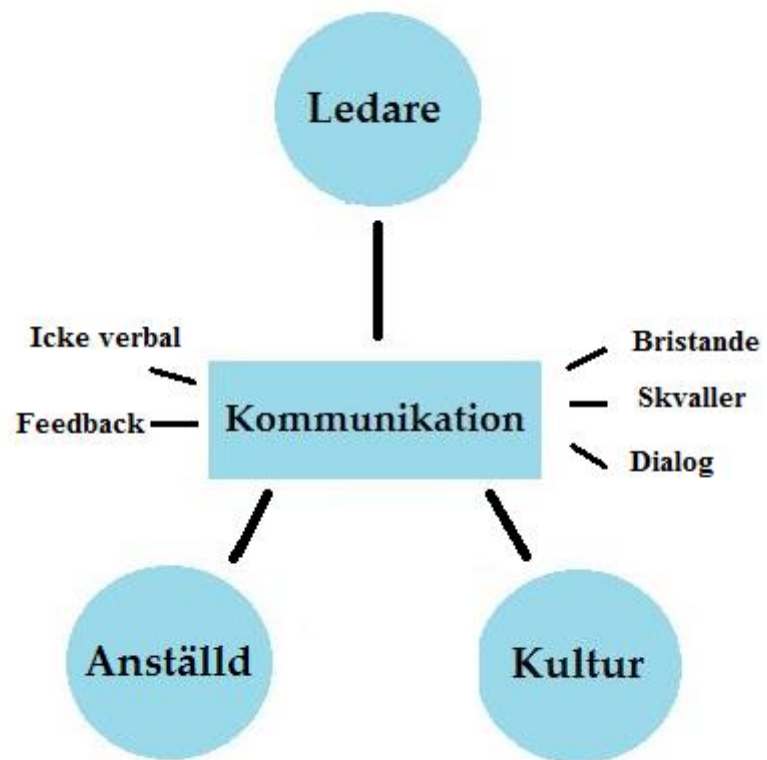 Ledare
Icke verbal
Bristande
Kommunikation
Skvaller
Feedback
Dialog
Anställd
Kultur